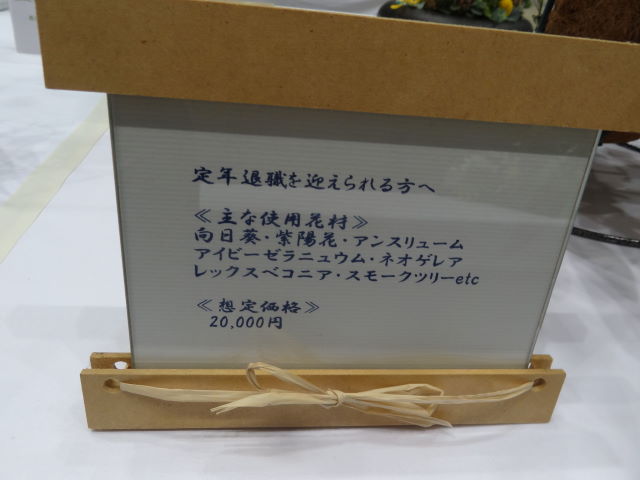 定年退職を迎えられる方へ
≪主な使用花材≫
向日葵・紫陽花・アンスリューム
アイビーゼラニュウム・ネオゲレア
レックスベコニア・スモークツリーetc
≪想定価格≫
20,000円